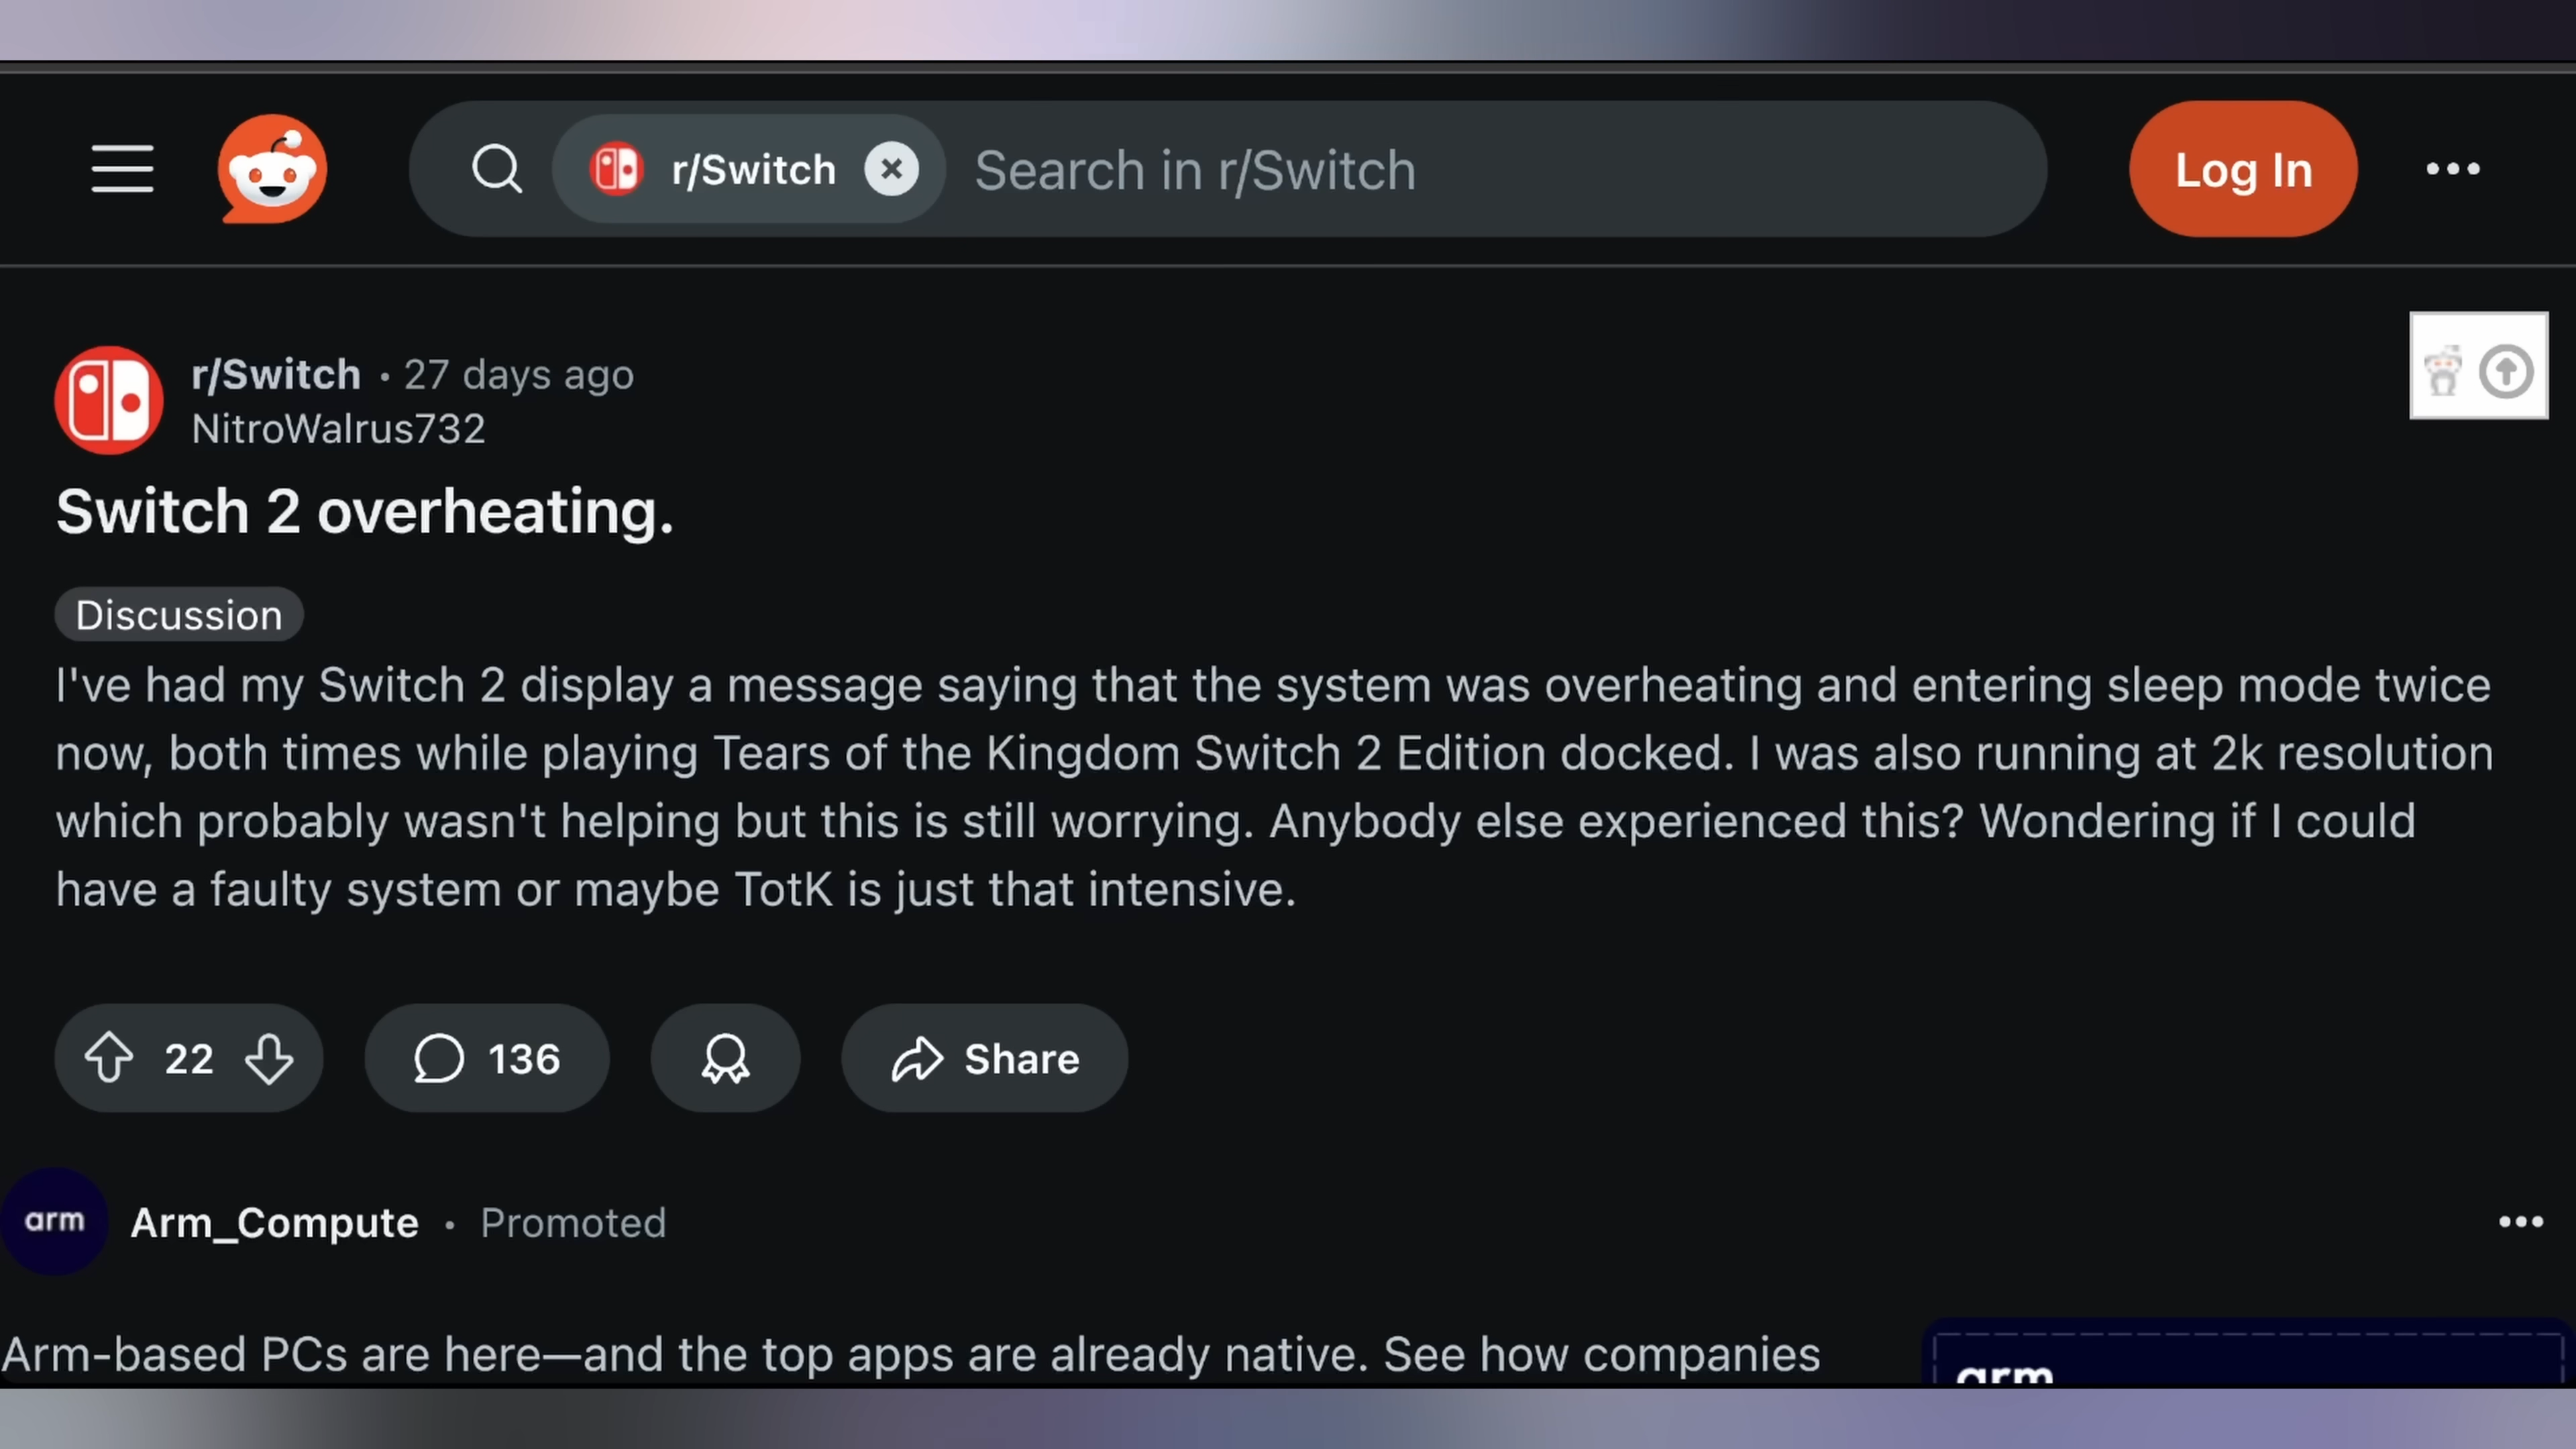 r/Switch
Search in r/Switch
Log In
r/Switch • 27 days ago
NitroWalrus732
Switch 2 overheating.
Discussion
I've had my Switch 2 display a message saying that the system was overheating and entering sleep mode twice
now, both times while playing Tears of the Kingdom Switch 2 Edition docked. I was also running at 2k resolution
which probably wasn't helping but this is still worrying. Anybody else experienced this? Wondering if I could
have a faulty system or maybe TotK is just that intensive.
22
136
Share
arm
Arm_Compute • Promoted
Arm-based PCs are here—and the top apps are already native. See how companies
arm